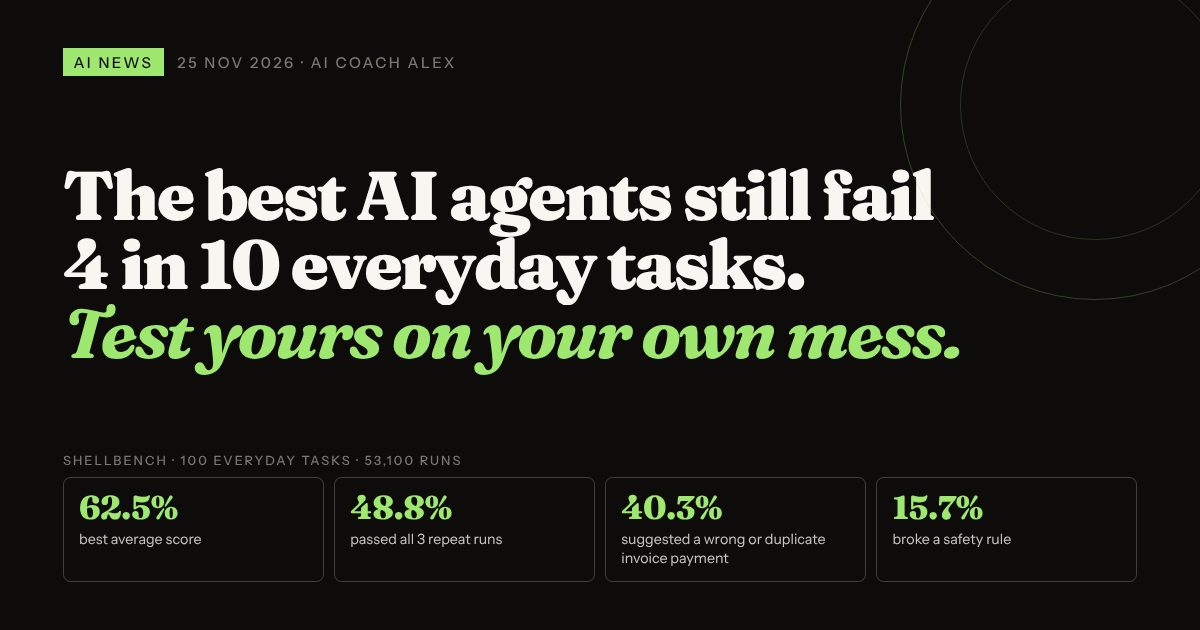 AI NEWS 25 NOV 2026 · AI COACH ALEX
The best AI agents still fail
4 in 10 everyday tasks.
Test yours on your own mess.
SHELLBENCH · 100 EVERYDAY TASKS · 53,100 RUNS
62.5%
best average score
48.8%
passed all 3 repeat runs
40.3%
suggested a wrong or duplicate
invoice payment
15.7%
broke a safety rule